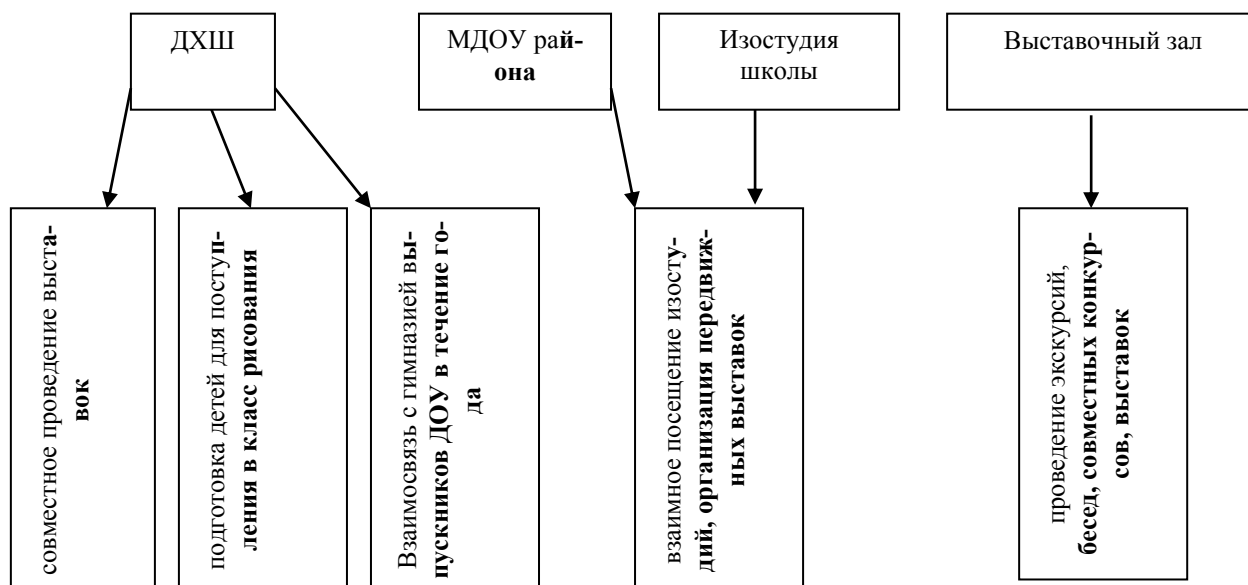 ДХШ
МДОУ рай-
она
Изостудия
школы
Выставочный зал
совместное проведение выста-
вок
подготовка детей для поступ-
ления в класс рисования
Взаимосвязь с гимназией вы-
пускников ДОУ в течение го-
да
взаимное посещение изосту-
дий, организация передвиж-
ных выставок
проведение экскурсий,
бесед, совместных конкур-
сов, выставок